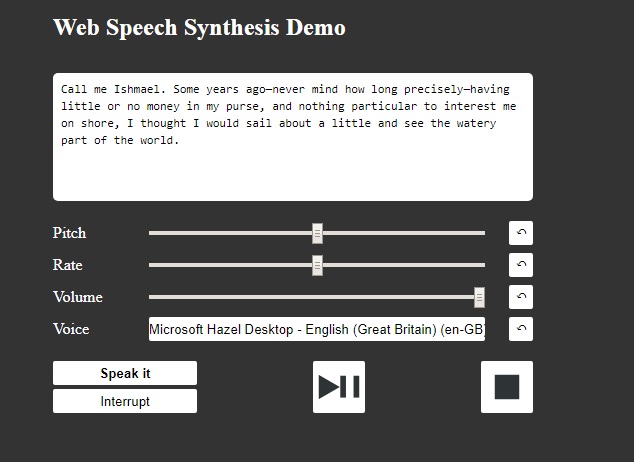 Web Speech Synthesis Demo
Call me Ishmael. Some years ago—never mind how long precisely—having
little or no money in my purse, and nothing particular to interest me
on shore, I thought I would sail about a little and see the watery
part of the world.
Pitch
Rate
Volume
Voice
Microsoft Hazel Desktop - English (Great Britain) (en-GB)
Speak it
Interrupt